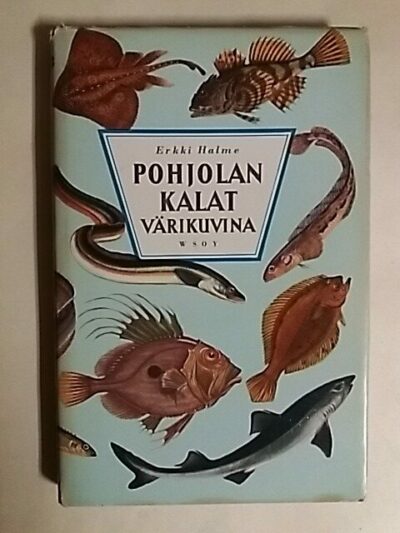 Erkki Halme
POHJOLAN
KALAT
VÄRIKUVINA
WSOY